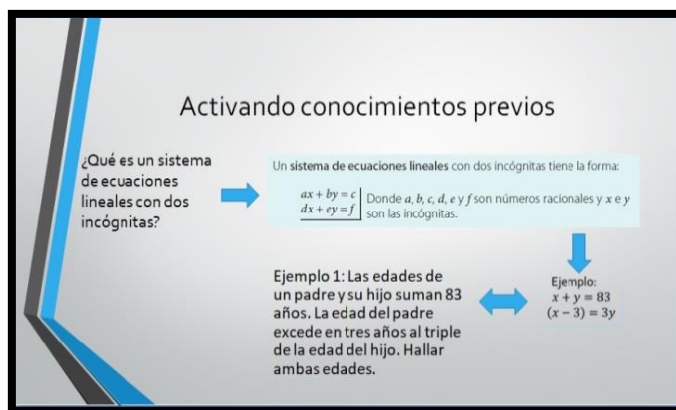 Activando conocimientos previos
¿Qué es un sistema
de ecuaciones
lineales con dos
incógnitas?
Un sistema de ecuaciones lineales con dos incógnitas tiene la forma:
ax + by = c
dx + ey = f
Donde a, b, c, d, e y f son números racionales y x e y
son las incógnitas.
Ejemplo:
x + y = 83
(x − 3) = 3y
Ejemplo 1: Las edades de
un padre y su hijo suman 83
años. La edad del padre
excede en tres años al triple
de la edad del hijo. Hallar
ambas edades.